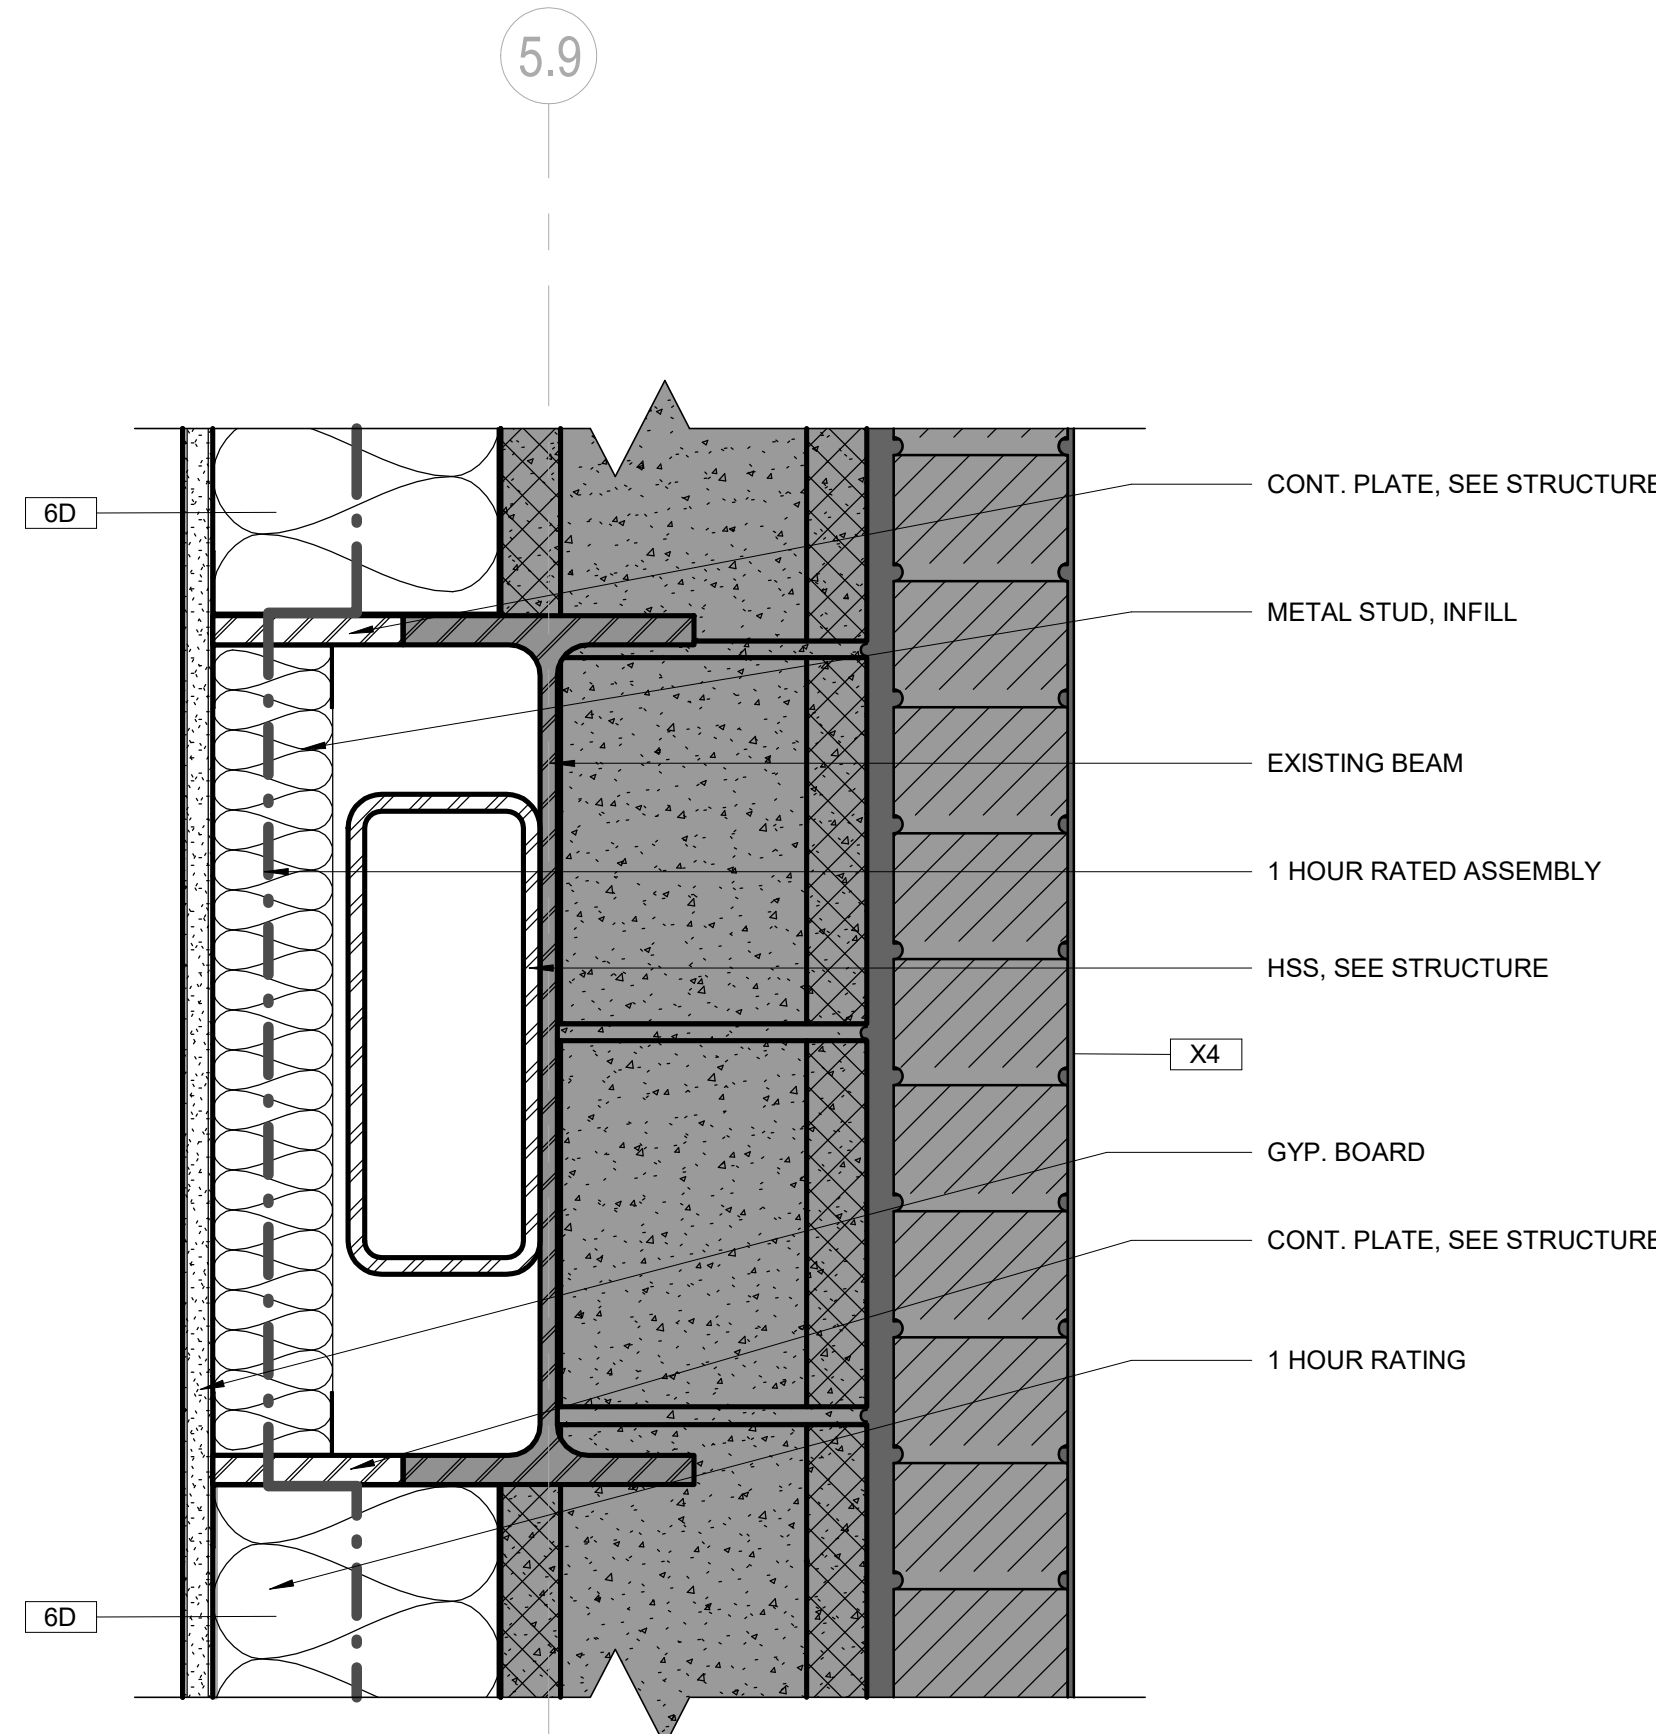 5.9
CONT. PLATE, SEE STRUCTURE
6D
METAL STUD, INFILL
EXISTING BEAM
1 HOUR RATED ASSEMBLY
HSS, SEE STRUCTURE
X4
GYP. BOARD
CONT. PLATE, SEE STRUCTURE
1 HOUR RATING
6D